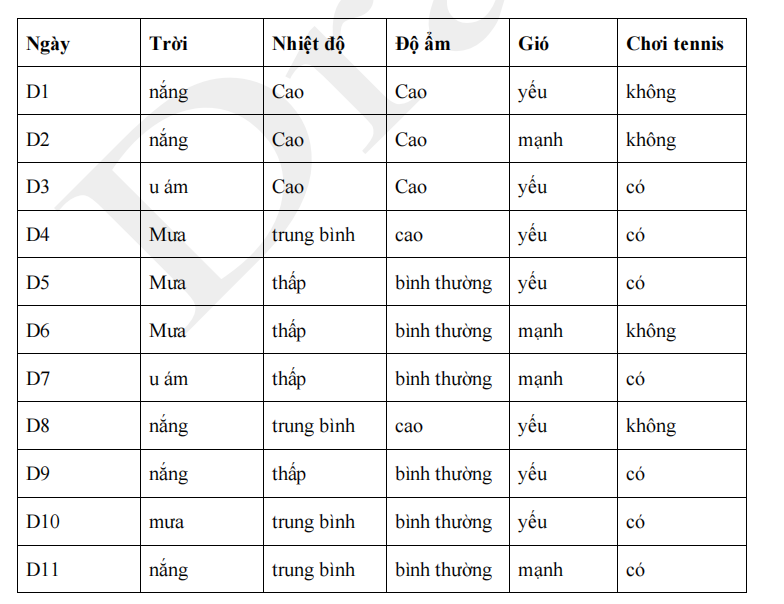 Ngày Trời Nhiệt độ Độ ẩm Gió Chơi tennis
D1 nắng Cao Cao yếu không
D2 nắng Cao Cao mạnh không
D3 u ám Cao Cao yếu có
D4 Mưa trung bình cao yếu có
D5 Mưa thấp bình thường yếu có
D6 Mưa thấp bình thường mạnh không
D7 u ám thấp bình thường mạnh có
D8 nắng trung bình cao yếu không
D9 nắng thấp bình thường yếu có
D10 mưa trung bình bình thường yếu có
D11 nắng trung bình bình thường mạnh có